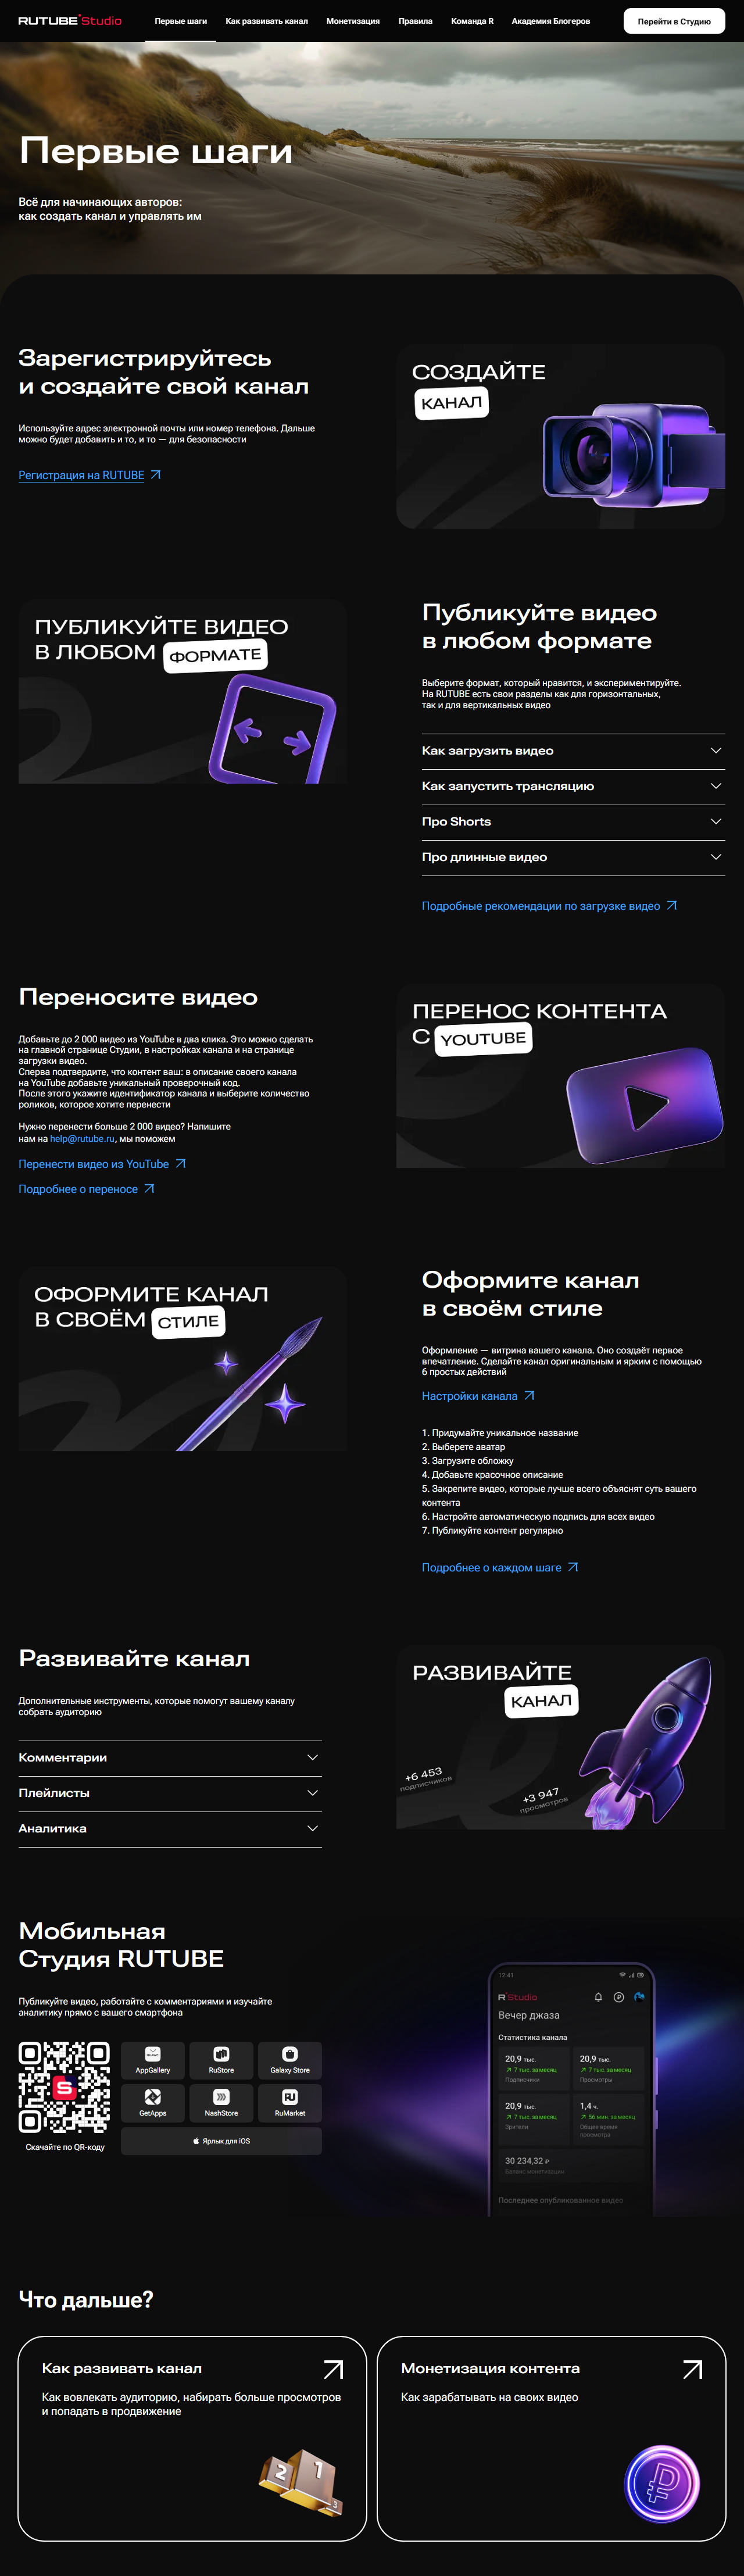 RUTUBE Studio
Первые шаги
Как развивать канал
Монетизация
Правила
Команда R
Академия Блогеров
Перейти в Студию
Первые шаги
Всё для начинающих авторов:
как создать канал и управлять им
Зарегистрируйтесь
и создайте свой канал
Используйте адрес электронной почты или номер телефона. Дальше
можно будет добавить и то, и то — для безопасности
Регистрация на RUTUBE
СОЗДАЙТЕ
КАНАЛ
ПУБЛИКУЙТЕ ВИДЕО
В ЛЮБОМ ФОРМАТЕ
Публикуйте видео
в любом формате
Выберите формат, который нравится, и экспериментируйте.
На RUTUBE есть свои разделы как для горизонтальных,
так и для вертикальных видео
Как загрузить видео
Как запустить трансляцию
Про Shorts
Про длинные видео
Подробные рекомендации по загрузке видео
Переносите видео
Добавьте до 2 000 видео из YouTube в два клика. Это можно сделать
на главной странице Студии, в настройках канала и на странице
загрузки видео.
Сперва подтвердите, что контент ваш: в описание своего канала
на YouTube добавьте уникальный проверочный код.
После этого укажите идентификатор канала и выберите количество
роликов, которое хотите перенести
Нужно перенести больше 2 000 видео? Напишите
нам на help@rutube.ru, мы поможем
Перенести видео из YouTube
Подробнее о переносе
ПЕРЕНОС КОНТЕНТА
С YOUTUBE
ОФОРМИТЕ КАНАЛ
В СВОЁМ СТИЛЕ
Оформите канал
в своём стиле
Оформление — витрина вашего канала. Оно создаёт первое
впечатление. Сделайте канал оригинальным и ярким с помощью
6 простых действий
Настройки канала
1. Придумайте уникальное название
2. Выберете аватар
3. Загрузите обложку
4. Добавьте красочное описание
5. Закрепите видео, которые лучше всего объяснят суть вашего
контента
6. Настройте автоматическую подпись для всех видео
7. Публикуйте контент регулярно
Подробнее о каждом шаге
Развивайте канал
Дополнительные инструменты, которые помогут вашему каналу
собрать аудиторию
Комментарии
Плейлисты
Аналитика
РАЗВИВАЙТЕ
КАНАЛ
+6 453
подписчиков
+3 947
просмотров
Мобильная
Студия RUTUBE
Публикуйте видео, работайте с комментариями и изучайте
аналитику прямо с вашего смартфона
S
Скачайте по QR-коду
AppGallery
RuStore
Galaxy Store
GetApps
NashStore
RuMarket
Ярлык для iOS
12:41
R Studio
Вечер джаза
Статистика канала
20,9 тыс.
7 тыс. за месяц
Подписчики
20,9 тыс.
7 тыс. за месяц
Просмотры
20,9 тыс.
7 тыс. за месяц
Зрители
1,4 ч.
56 мин. за месяц
Общее время
просмотра
30 234,32 ₽
Баланс монетизации
Последнее опубликованное видео
Что дальше?
Как развивать канал
Как вовлекать аудиторию, набирать больше просмотров
и попадать в продвижение
2 1 3
Монетизация контента
Как зарабатывать на своих видео
₽